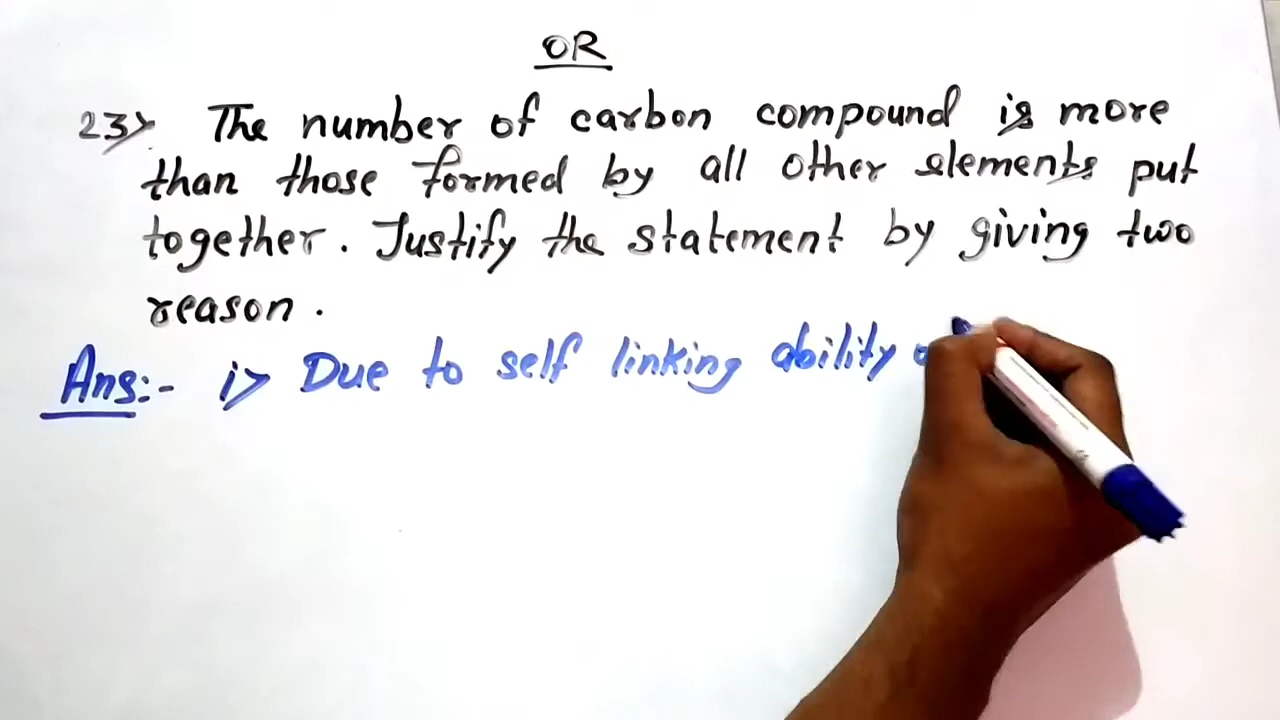 OR
23> The number of carbon compound is more
than those formed by all other elements put
together. Justify the statement by giving two
reason.
Ans:- i> Due to self linking ability